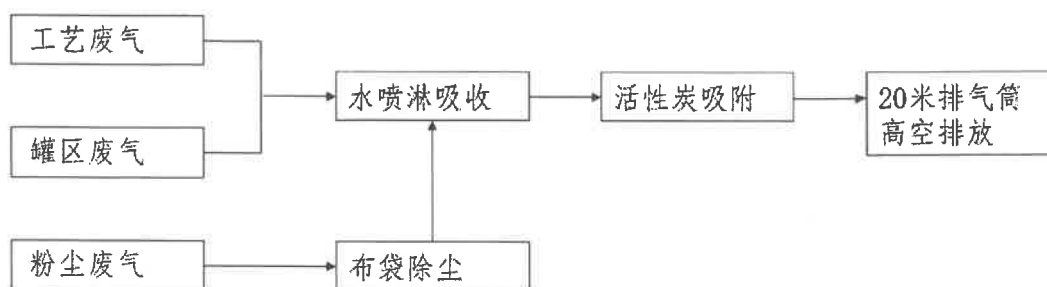 工艺废气
罐区废气
粉尘废气
水喷淋吸收
布袋除尘
活性炭吸附
20米排气筒
高空排放